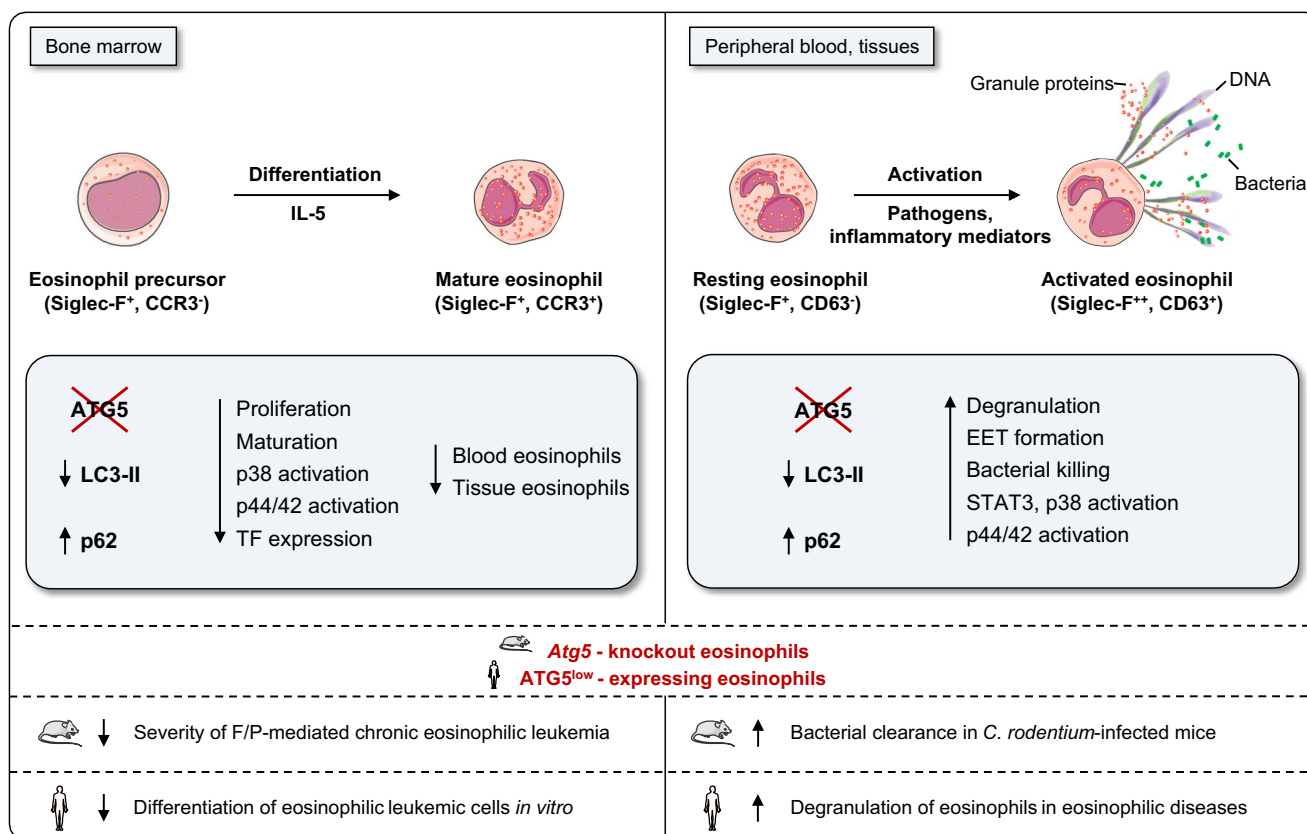 Bone marrow
Differentiation
IL-5
Eosinophil precursor
(Siglec-F⁺, CCR3⁻)
Mature eosinophil
(Siglec-F⁺, CCR3⁺)
ATG5
LC3-II
p62
Proliferation
Maturation
p38 activation
p44/42 activation
TF expression
Blood eosinophils
Tissue eosinophils
Peripheral blood, tissues
Granule proteins
DNA
Bacteria
Activation
Pathogens,
inflammatory mediators
Resting eosinophil
(Siglec-F⁺, CD63⁻)
Activated eosinophil
(Siglec-F⁺⁺, CD63⁺)
ATG5
LC3-II
p62
Degranulation
EET formation
Bacterial killing
STAT3, p38 activation
p44/42 activation
Atg5 - knockout eosinophils
ATG5ˡᵒʷ - expressing eosinophils
Severity of F/P-mediated chronic eosinophilic leukemia
Bacterial clearance in C. rodentium-infected mice
Differentiation of eosinophilic leukemic cells in vitro
Degranulation of eosinophils in eosinophilic diseases